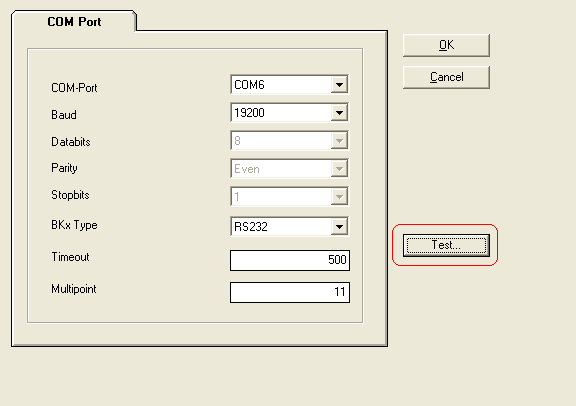 COM Port
OK
Cancel
COM-Port COM6
Baud 19200
Databits 8
Parity Even
Stopbits 1
BKx Type RS232
Test...
Timeout 500
Multipoint 11